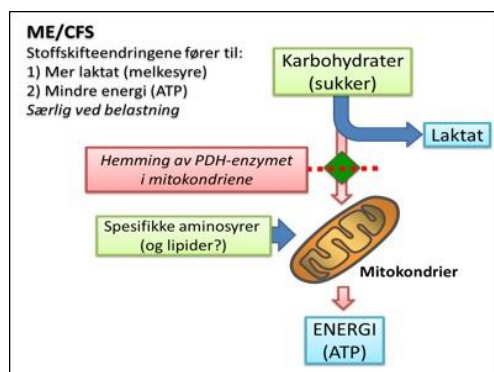 ME/CFS
Stoffskifteendringene fører til:
1) Mer laktat (melkesyre)
2) Mindre energi (ATP)
Særlig ved belastning
Karbohydrater
(sukker)
Laktat
Hemming av PDH-enzymet
i mitokondriene
Spesifikke aminosyrer
(og lipider?)
Mitokondrier
ENERGI
(ATP)